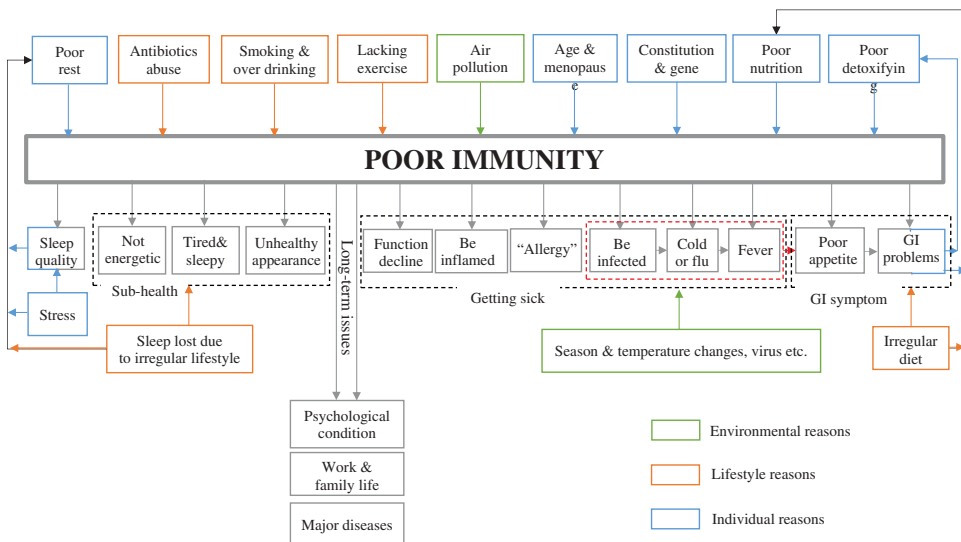 Poor
rest
Antibiotics
abuse
Smoking &
over drinking
Lacking
exercise
Air
pollution
Age &
menopaus
e
Constitution
& gene
Poor
nutrition
Poor
detoxifyin
g
POOR IMMUNITY
Sleep
quality
Not
energetic
Tired&
sleepy
Unhealthy
appearance
Sub-health
Long-term issues
Function
decline
Be
inflamed
“Allergy”
Be
infected
Cold
or flu
Fever
Getting sick
Poor
appetite
GI
problems
GI symptom
Stress
Sleep lost due
to irregular lifestyle
Season & temperature changes, virus etc.
Irregular
diet
Psychological
condition
Work &
family life
Major diseases
Environmental reasons
Lifestyle reasons
Individual reasons